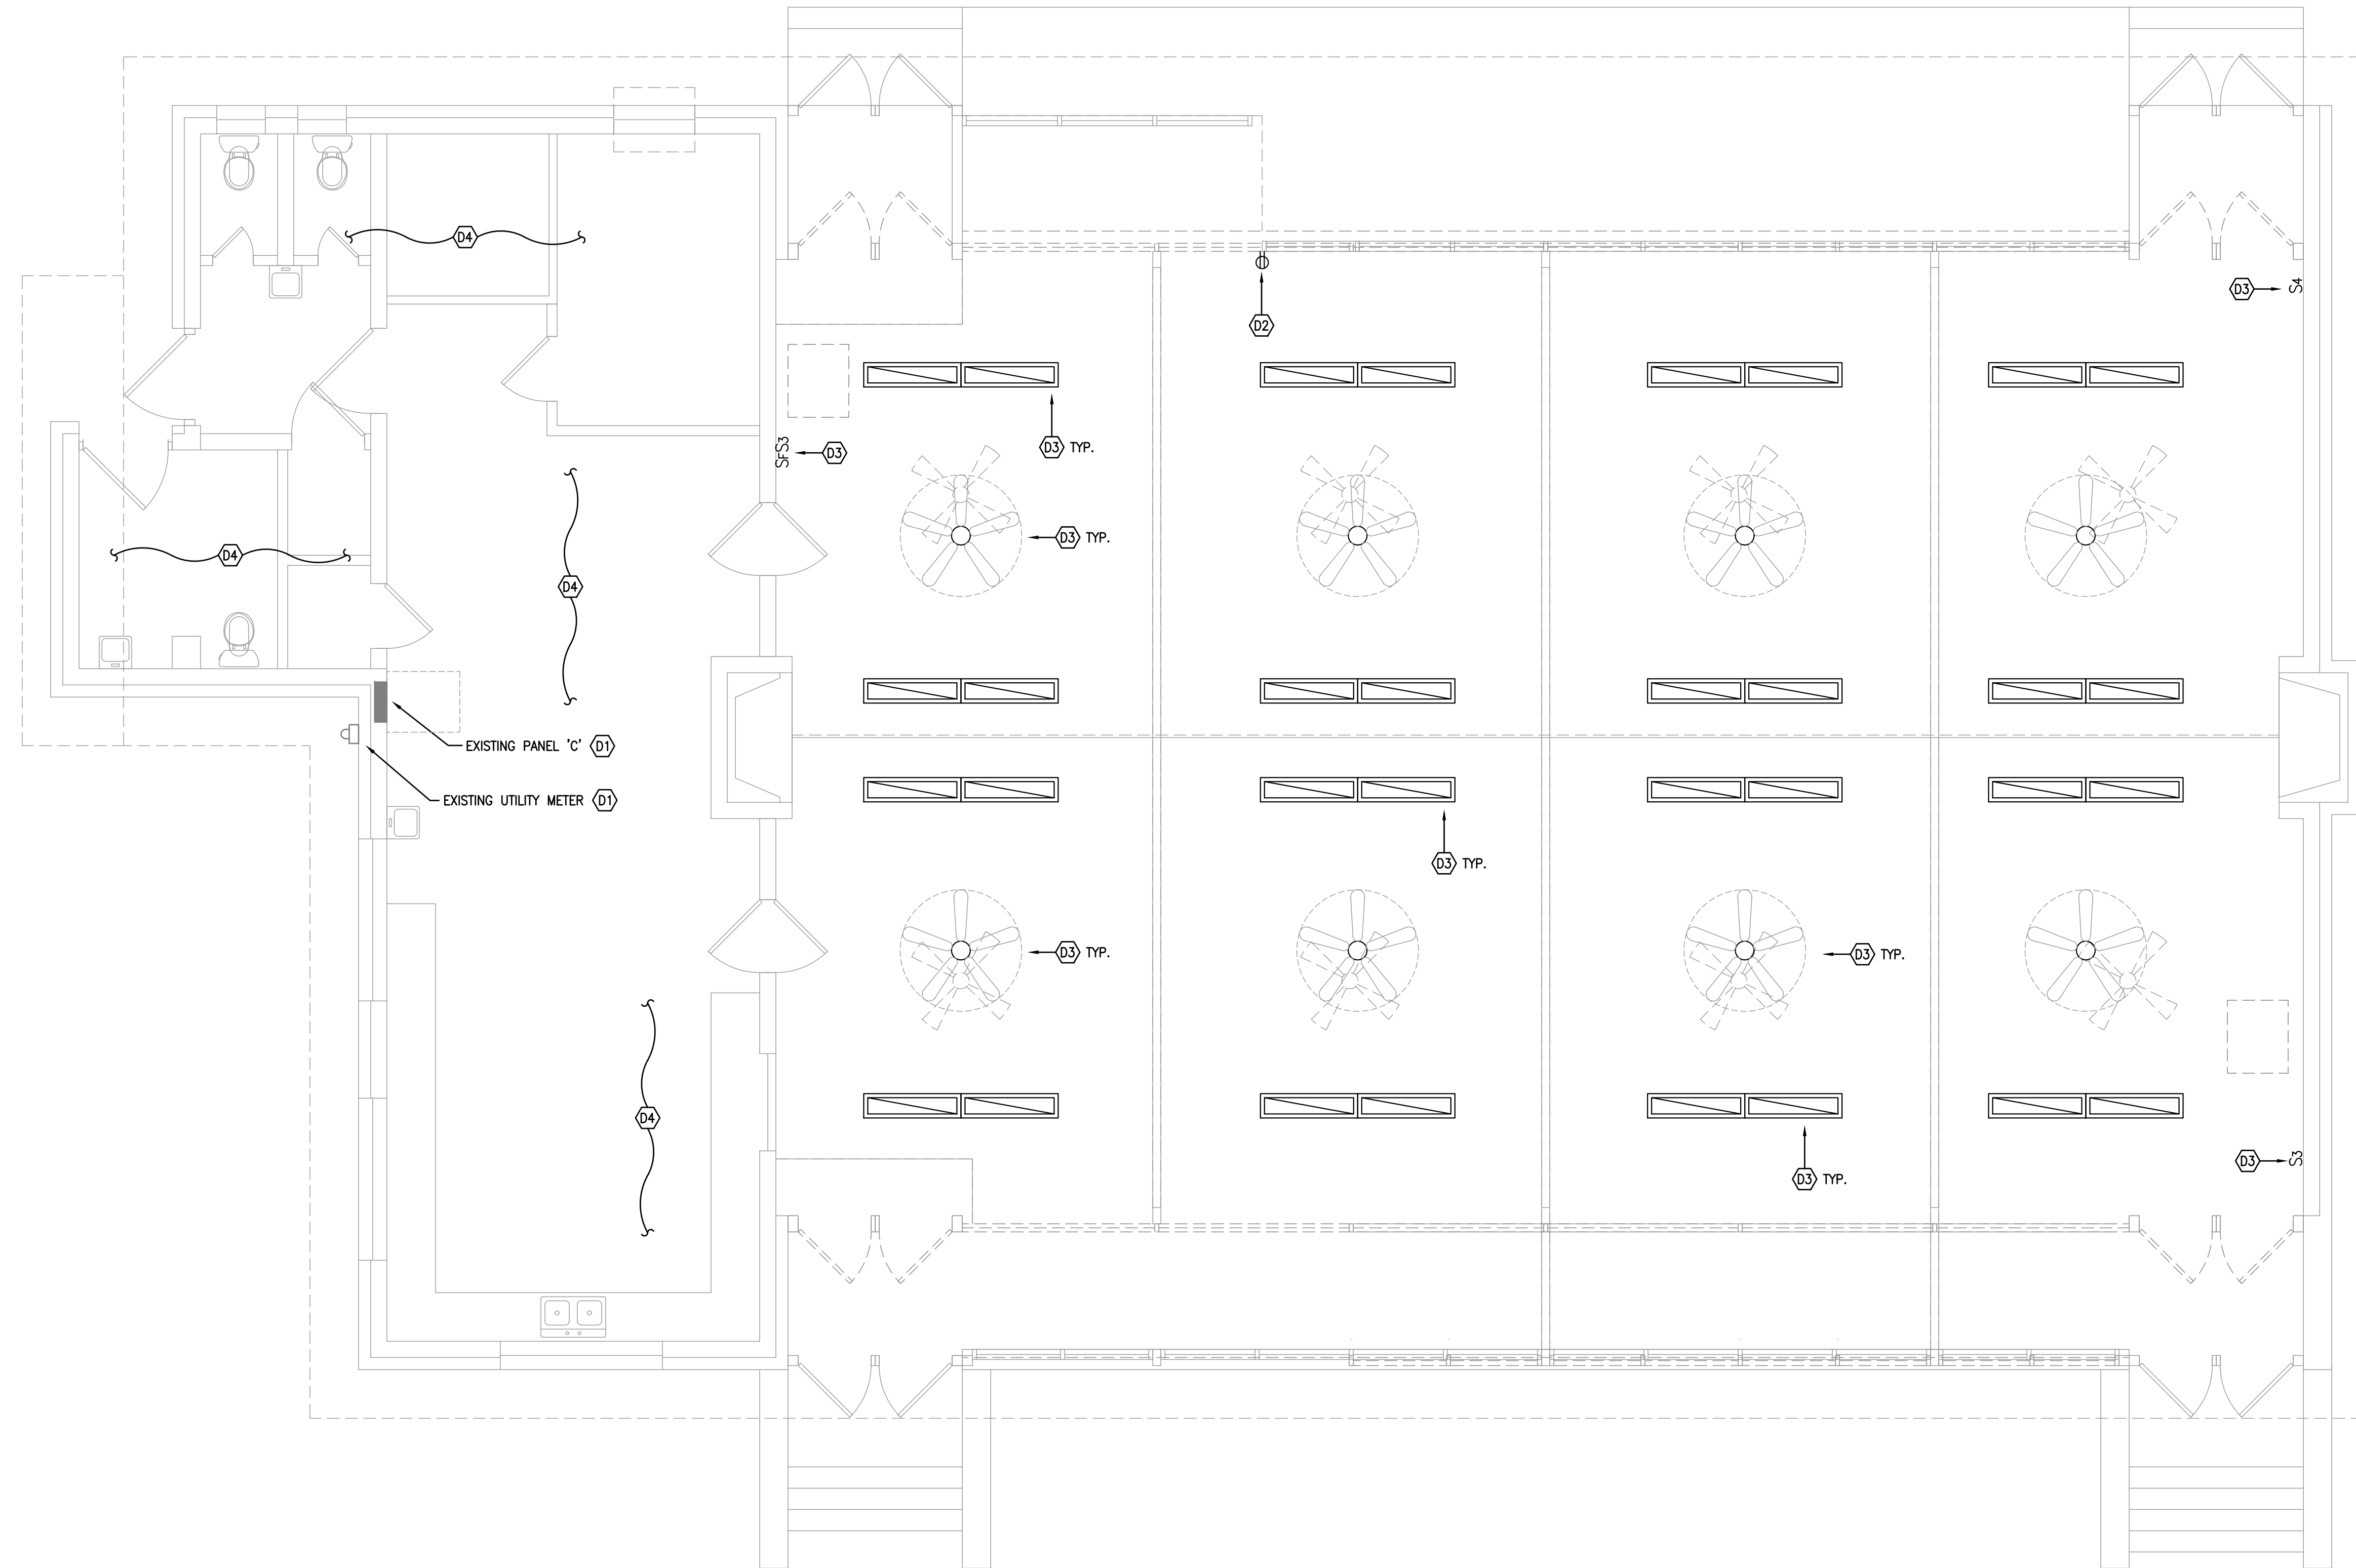 D4
D2
D3 S4
D3 TYP.
SFS3 D3
D3 TYP.
D4
D4
EXISTING PANEL 'C' D1
EXISTING UTILITY METER D1
D3 TYP.
D3 TYP.
D3 TYP.
D4
D3 S3
D3 TYP.